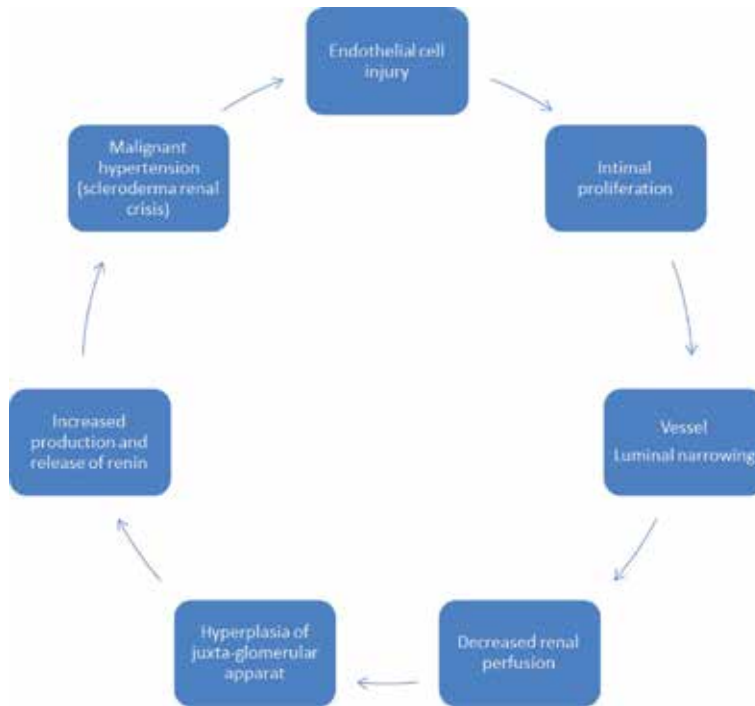 Endothelial cell
injury
Intimal
proliferation
Vessel
Luminal narrowing
Decreased renal
perfusion
Hyperplasia of
juxta-glomerular
apparat
Increased
production and
release of renin
Malignant
hypertension
(scleroderma renal
crisis)